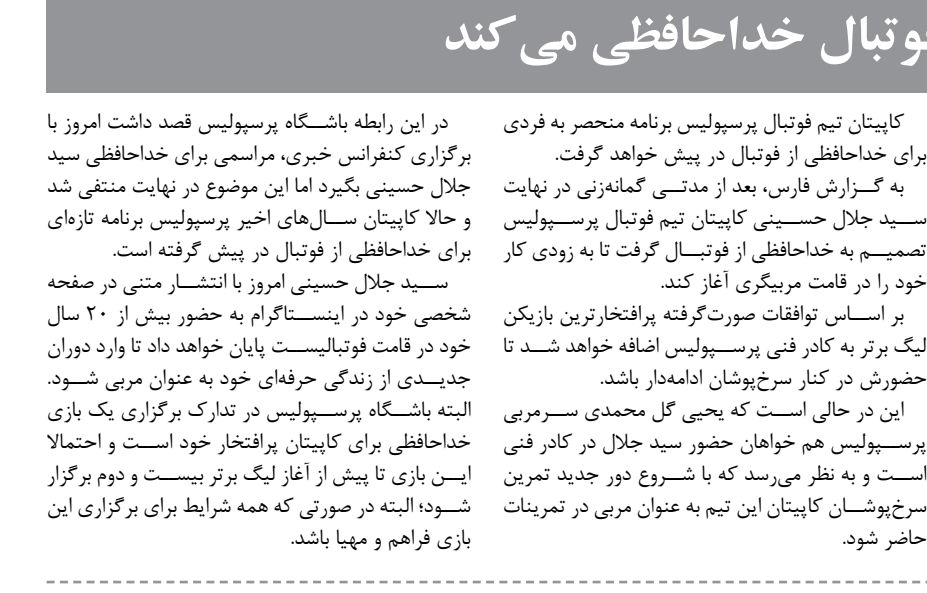 فوتبال خداحافظی می‌کند
کاپیتان تیم فوتبال پرسپولیس برنامه منحصر به فردی
برای خداحافظی از فوتبال در پیش خواهد گرفت.
به گزارش فارس، بعد از مدتی گمانه‌زنی در نهایت
سید جلال حسینی کاپیتان تیم فوتبال پرسپولیس
تصمیم به خداحافظی از فوتبال گرفت تا به زودی کار
خود را در قامت مربیگری آغاز کند.
بر اساس توافقات صورت‌گرفته پرافتخارترین بازیکن
لیگ برتر به کادر فنی پرسپولیس اضافه خواهد شد تا
حضورش در کنار سرخ‌پوشان ادامه‌دار باشد.
این در حالی است که یحیی گل محمدی سرمربی
پرسپولیس هم خواهان حضور سید جلال در کادر فنی
است و به نظر می‌رسد که با شروع دور جدید تمرین
سرخ‌پوشان کاپیتان این تیم به عنوان مربی در تمرینات
حاضر شود.
در این رابطه باشگاه پرسپولیس قصد داشت امروز با
برگزاری کنفرانس خبری، مراسمی برای خداحافظی سید
جلال حسینی بگیرد اما این موضوع در نهایت منتفی شد
و حالا کاپیتان سال‌های اخیر پرسپولیس برنامه تازه‌ای
برای خداحافظی از فوتبال در پیش گرفته است.
سید جلال حسینی امروز با انتشار متنی در صفحه
شخصی خود در اینستاگرام به حضور بیش از ۲۰ سال
خود در قامت فوتبالیست پایان خواهد داد تا وارد دوران
جدیدی از زندگی حرفه‌ای خود به عنوان مربی شود.
البته باشگاه پرسپولیس در تدارک برگزاری یک بازی
خداحافظی برای کاپیتان پرافتخار خود است و احتمالا
این بازی تا پیش از آغاز لیگ برتر بیست و دوم برگزار
شود؛ البته در صورتی که همه شرایط برای برگزاری این
بازی فراهم و مهیا باشد.